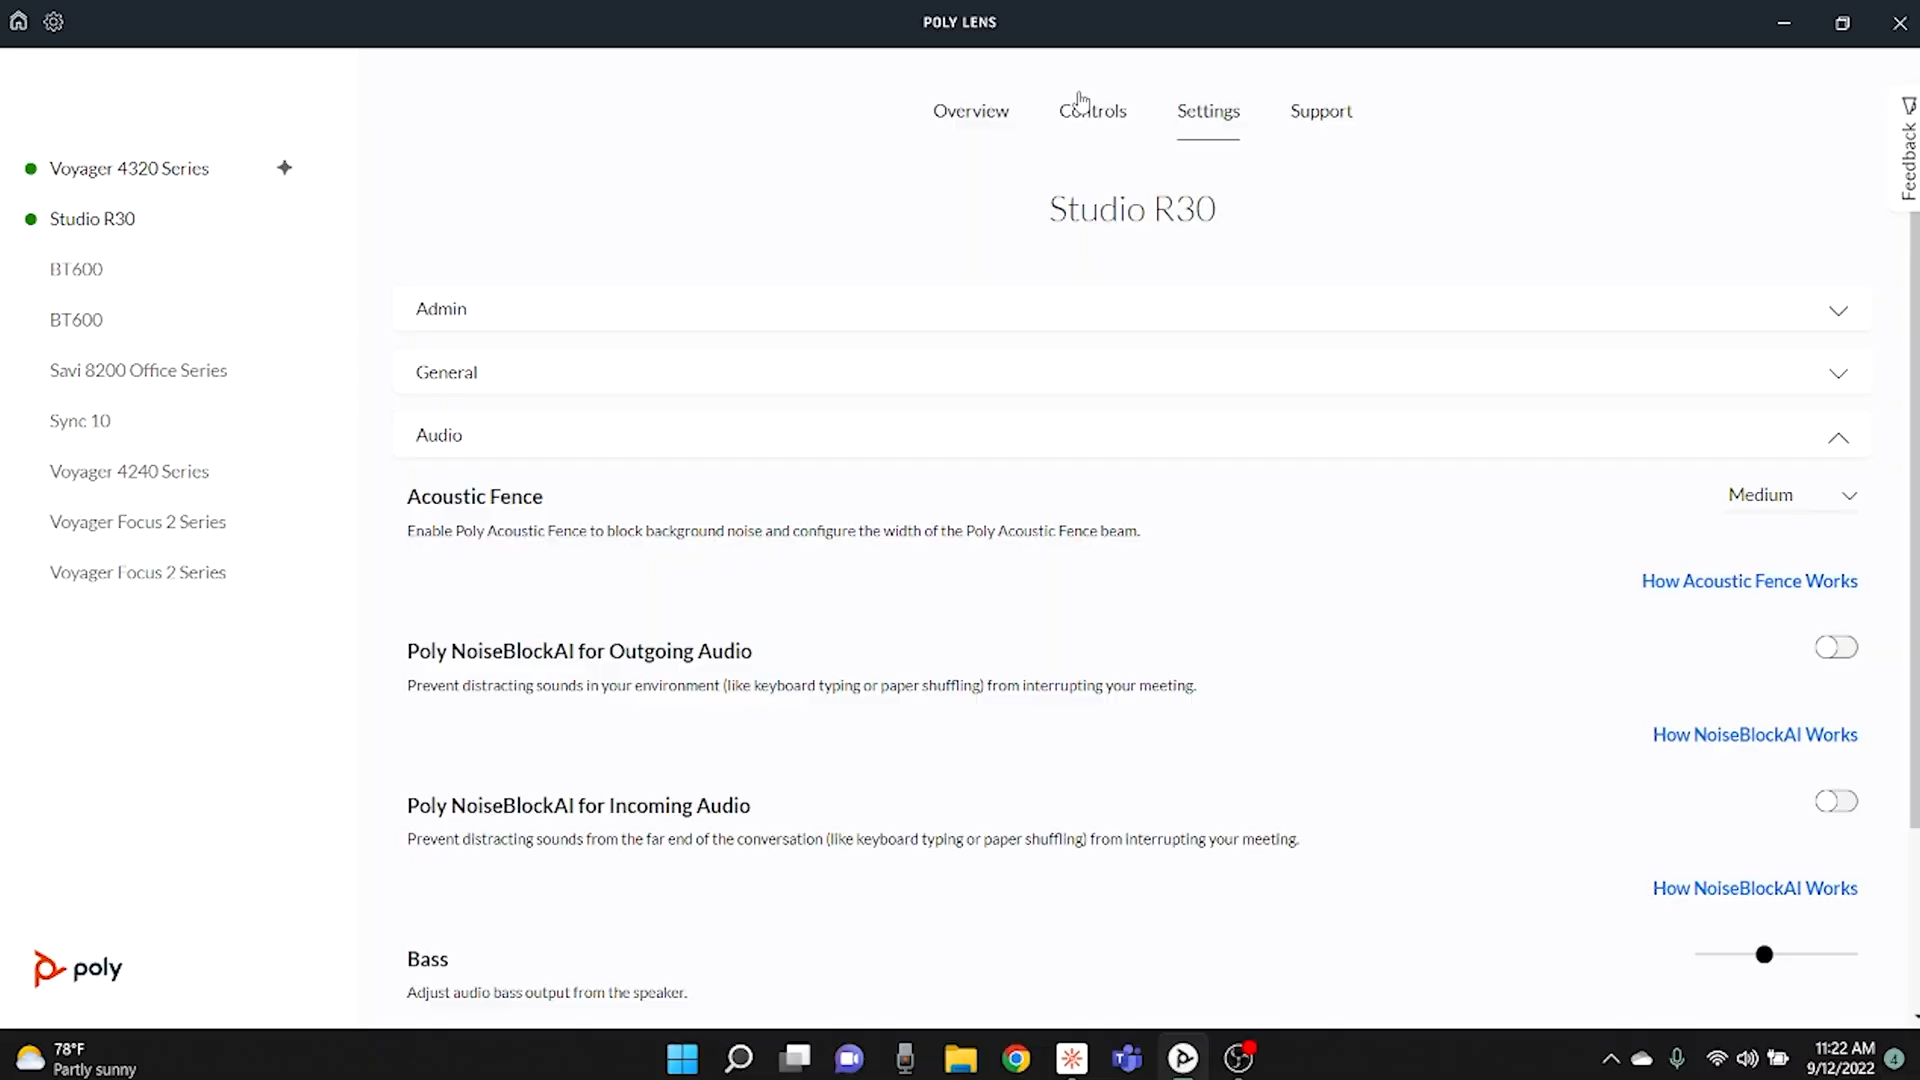 POLY LENS
Overview
Controls
Settings
Support
Feedback
Voyager 4320 Series
Studio R30
BT600
BT600
Savi 8200 Office Series
Sync 10
Voyager 4240 Series
Voyager Focus 2 Series
Voyager Focus 2 Series
poly
Studio R30
Admin
General
Audio
Acoustic Fence
Medium
Enable Poly Acoustic Fence to block background noise and configure the width of the Poly Acoustic Fence beam.
How Acoustic Fence Works
Poly NoiseBlockAI for Outgoing Audio
Prevent distracting sounds in your environment (like keyboard typing or paper shuffling) from interrupting your meeting.
How NoiseBlockAI Works
Poly NoiseBlockAI for Incoming Audio
Prevent distracting sounds from the far end of the conversation (like keyboard typing or paper shuffling) from interrupting your meeting.
How NoiseBlockAI Works
Bass
Adjust audio bass output from the speaker.
78°F
Partly sunny
11:22 AM
9/12/2022
4